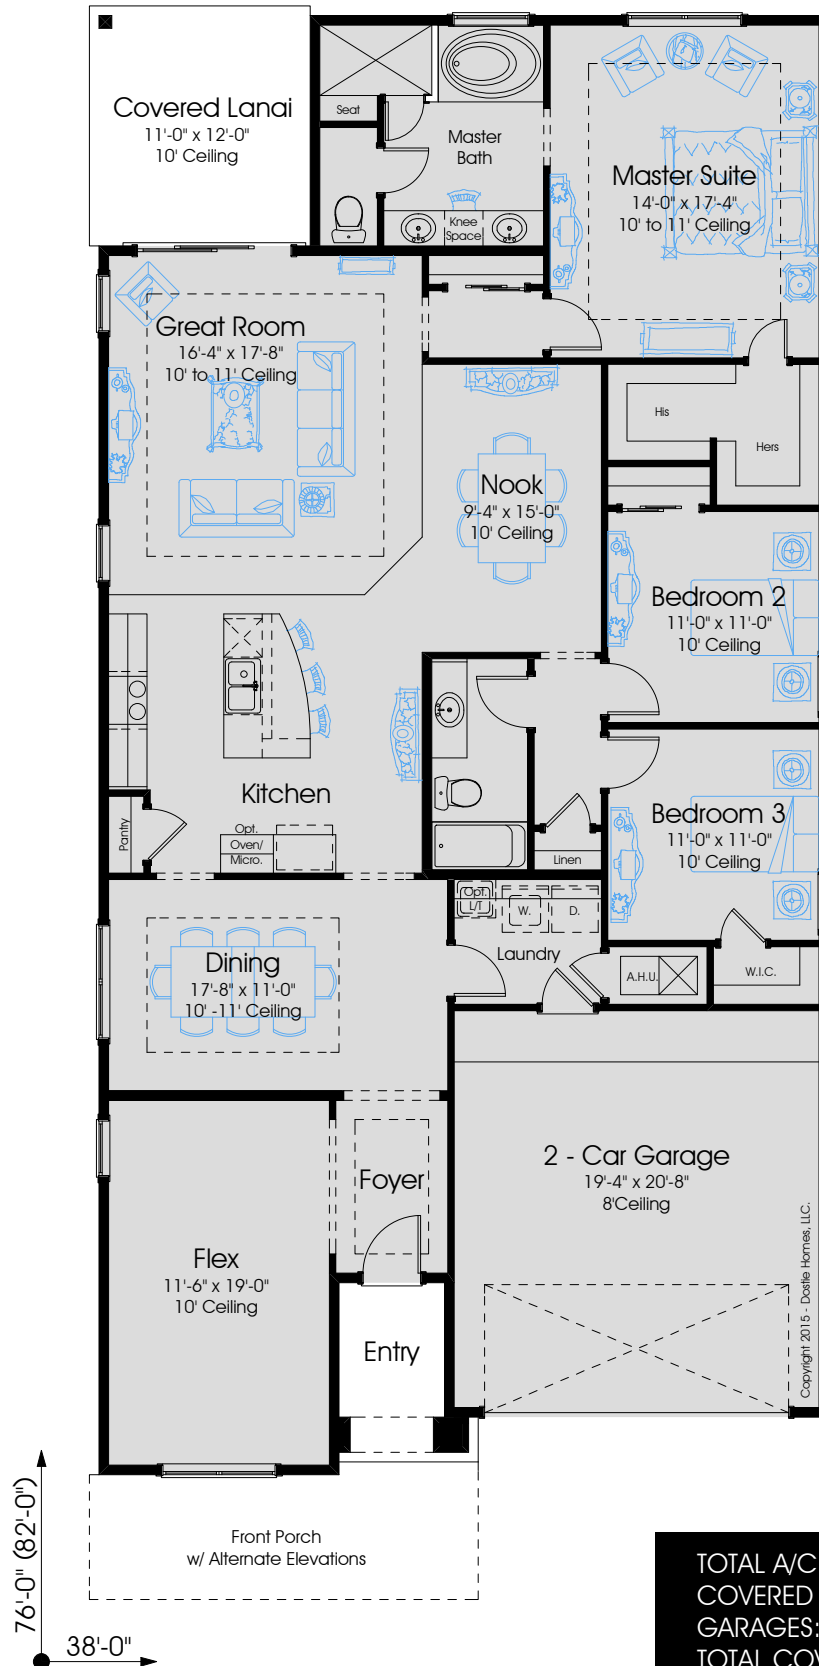 Covered Lanai
11'-0" x 12'-0"
10' Ceiling
Seat
Master
Bath
Knee
Space
Master Suite
14'-0" x 17'-4"
10' to 11' Ceiling
Great Room
16'-4" x 17'-8"
10' to 11' Ceiling
His
Hers
Nook
9'-4" x 15'-0"
10' Ceiling
Bedroom 2
11'-0" x 11'-0"
10' Ceiling
Kitchen
Pantry
Opt.
Oven/
Micro.
Bedroom 3
11'-0" x 11'-0"
10' Ceiling
Linen
Opt.
L/T
W.
D.
Laundry
A.H.U.
W.I.C.
Dining
17'-8" x 11'-0"
10' -11' Ceiling
2 - Car Garage
19'-4" x 20'-8"
8'Ceiling
Foyer
Flex
11'-6" x 19'-0"
10' Ceiling
Entry
Copyright 2015 - Dostie Homes, LLC.
Front Porch
w/ Alternate Elevations
76'-0" (82'-0")
38'-0"
TOTAL A/C
COVERED
GARAGES:
TOTAL COV